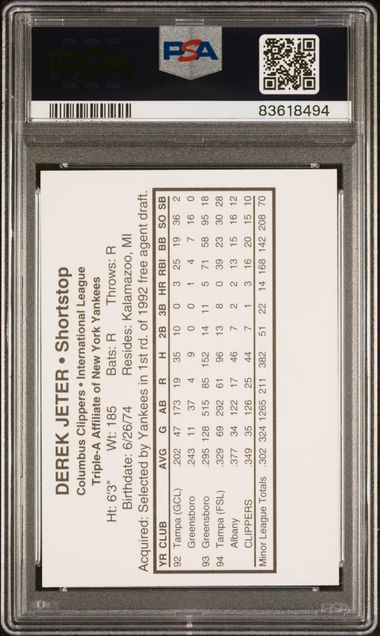 PSA
PSA
83618494
DEREK JETER • Shortstop
Columbus Clippers • International League
Triple-A Affiliate of New York Yankees
Ht: 6'3" Wt: 185 Bats: R Throws: R
Birthdate: 6/26/74 Resides: Kalamazoo, MI
Acquired: Selected by Yankees in 1st rd. of 1992 free agent draft.
YR CLUB AVG G AB R H 2B 3B HR RBI BB SO SB
92 Tampa (GCL) .202 47 173 19 35 10 0 3 25 19 36 2
Greensboro .243 11 37 4 9 0 0 1 4 7 16 0
93 Greensboro .295 128 515 85 152 14 11 5 71 58 95 18
94 Tampa (FSL) .329 69 292 61 96 13 8 0 39 23 30 28
Albany .377 34 122 17 46 7 2 2 13 15 16 12
CLIPPERS .349 35 126 25 44 7 1 3 16 20 15 10
Minor League Totals .302 324 1265 211 382 51 22 14 168 142 208 70
PSA